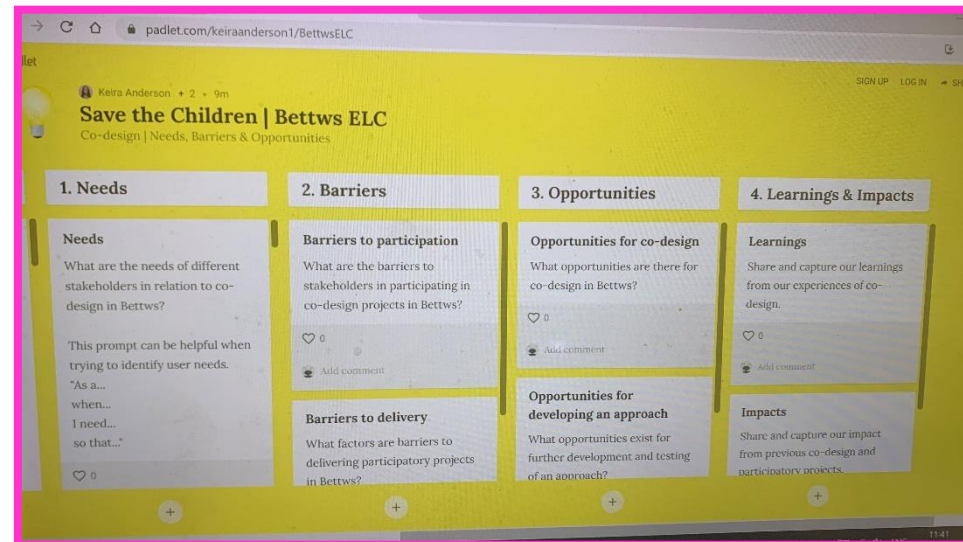 padlet.com/keiraanderson1/BettwsELC
llet
SIGN UP LOG IN SH
Keira Anderson + 2 • 9m
Save the Children | Bettws ELC
Co-design | Needs, Barriers & Opportunities
1. Needs
Needs
What are the needs of different
stakeholders in relation to co-
design in Bettws?
This prompt can be helpful when
trying to identify user needs.
"As a...
when...
I need...
so that..."
0
2. Barriers
Barriers to participation
What are the barriers to
stakeholders in participating in
co-design projects in Bettws?
0
Add comment
Barriers to delivery
What factors are barriers to
delivering participatory projects
in Bettws?
3. Opportunities
Opportunities for co-design
What opportunities are there for
co-design in Bettws?
0
Add comment
Opportunities for
developing an approach
What opportunities exist for
further development and testing
of an approach?
4. Learnings & Impacts
Learnings
Share and capture our learnings
from our experiences of co-
design.
0
Add comment
Impacts
Share and capture our impact
from previous co-design and
participatory projects.
11:41